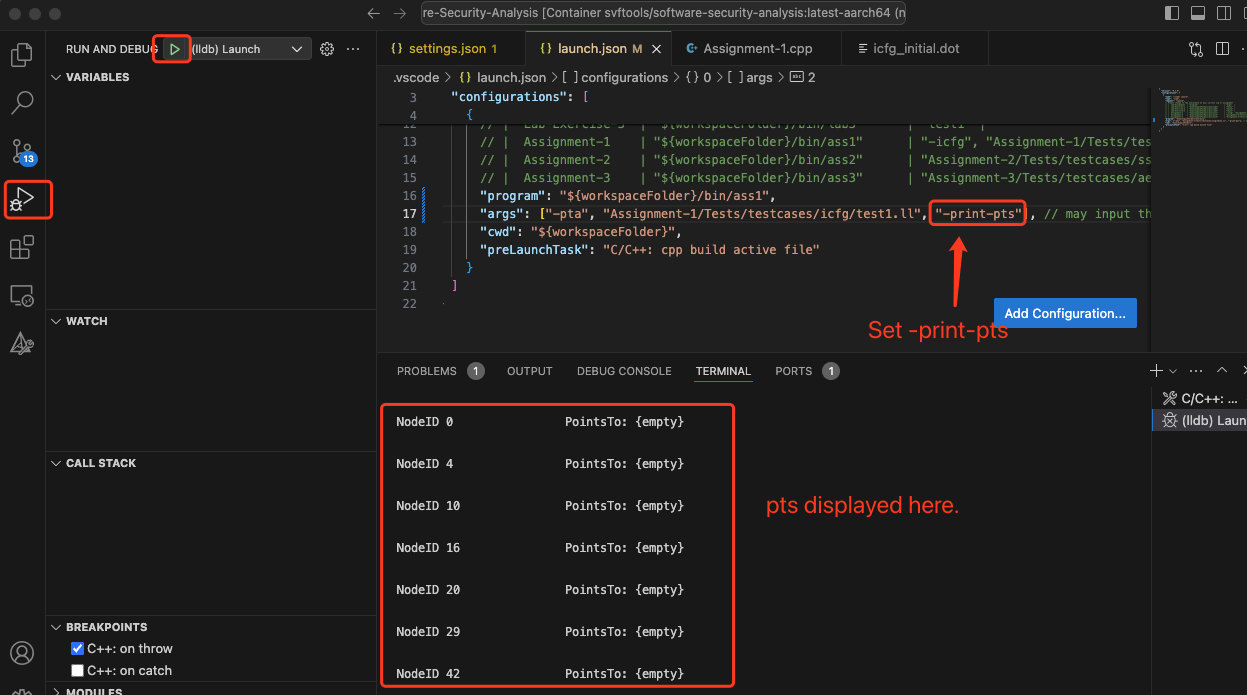 re-Security-Analysis [Container svftools/software-security-analysis:latest-aarch64 (n
RUN AND DEBUG
(lldb) Launch
VARIABLES
WATCH
CALL STACK
BREAKPOINTS
C++: on throw
C++: on catch
MODULES
13
settings.json 1
launch.json M
Assignment-1.cpp
icfg_initial.dot
.vscode > {} launch.json > [ ] configurations > {} 0 > [ ] args > abc 2
3 "configurations": [
4 {
12 // | Lab Exercise 3 | "${workspaceFolder}/bin/lab3" | "test1" |
13 // | Assignment-1 | "${workspaceFolder}/bin/ass1" | "-icfg", "Assignment-1/Tests/tes
14 // | Assignment-2 | "${workspaceFolder}/bin/ass2" | "Assignment-2/Tests/testcases/ss
15 // | Assignment-3 | "${workspaceFolder}/bin/ass3" | "Assignment-3/Tests/testcases/ae
16 "program": "${workspaceFolder}/bin/ass1",
17 "args": ["-pta", "Assignment-1/Tests/testcases/icfg/test1.ll", "-print-pts"], // may input th
18 "cwd": "${workspaceFolder}",
19 "preLaunchTask": "C/C++: cpp build active file"
20 }
21 ]
22
Add Configuration...
Set -print-pts
PROBLEMS 1
OUTPUT
DEBUG CONSOLE
TERMINAL
PORTS 1
C/C++: ...
(lldb) Laun
NodeID 0 PointsTo: {empty}
NodeID 4 PointsTo: {empty}
NodeID 10 PointsTo: {empty}
NodeID 16 PointsTo: {empty}
NodeID 20 PointsTo: {empty}
NodeID 29 PointsTo: {empty}
NodeID 42 PointsTo: {empty}
pts displayed here.